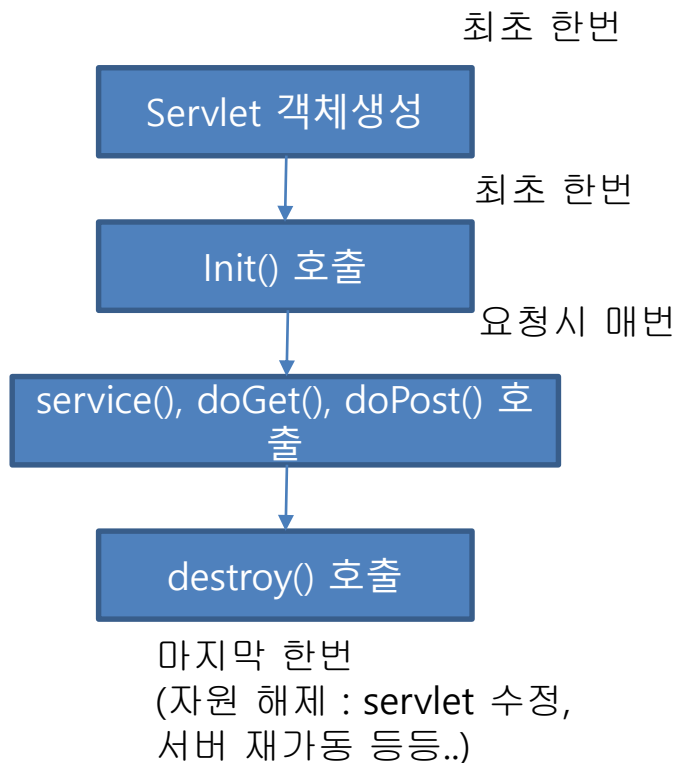 최초 한번
Servlet 객체생성
최초 한번
Init() 호출
요청시 매번
service(), doGet(), doPost() 호
출
destroy() 호출
마지막 한번
(자원 해제 : servlet 수정,
서버 재가동 등등..)